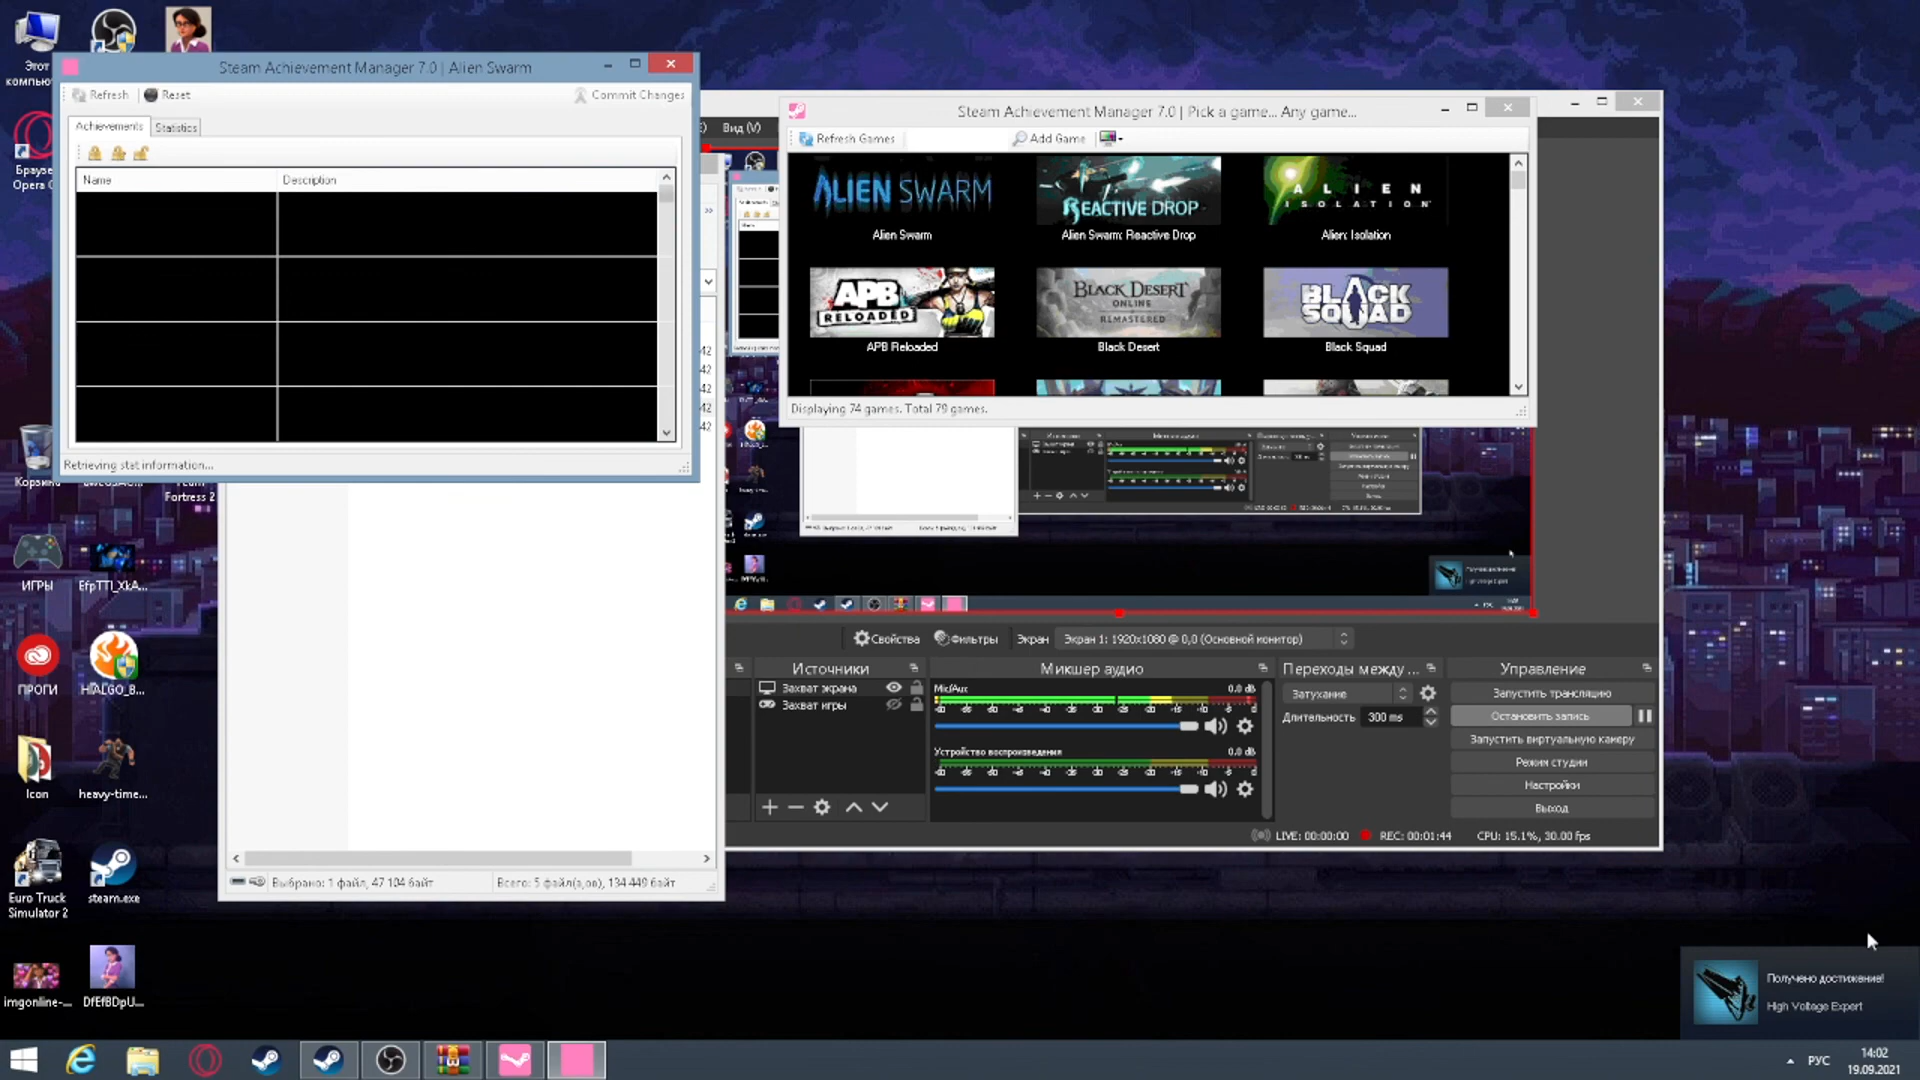 Этот
компью
Steam Achievement Manager 7.0 | Alien Swarm
Refresh
Reset
Commit Changes
Achievements
Statistics
Name
Description
Retrieving stat information...
Вид (V)
Steam Achievement Manager 7.0 | Pick a game... Any game...
Refresh Games
Add Game
ALIEN SWARM
REACTIVE DROP
ALIEN
ISOLATION
Alien Swarm
Alien Swarm: Reactive Drop
Alien: Isolation
APB
RELOADED
BLACK DESERT
ONLINE
REMASTERED
BLACK
SQUAD
APB Reloaded
Black Desert
Black Squad
Displaying 74 games. Total 79 games.
42
42
42
42
42
Браузе
Opera
Корзина
Fortress 2
ИГРЫ
EfpTTI_XkA...
ПРОГИ
HIALGO_B...
Icon
heavy-time...
Euro Truck
Simulator 2
steam.exe
imgonline-...
DfEfBDpU...
Выбрано: 1 файл, 47 104 байт
Всего: 5 файл(а,ов), 134 449 байт
Свойства
Фильтры
Экран
Экран 1: 1920x1080 @ 0,0 (Основной монитор)
Источники
Захват экрана
Захват игры
Микшер аудио
Mic/Aux
0.0 dB
Устройство воспроизведения
0.0 dB
Переходы между ...
Затухание
Длительность
300 ms
Управление
Запустить трансляцию
Остановить запись
Запустить виртуальную камеру
Режим студии
Настройки
Выход
LIVE: 00:00:00
REC: 00:01:44
CPU: 15.1%, 30.00 fps
Получено достижение!
High Voltage Expert
РУС
14:02
19.09.2021